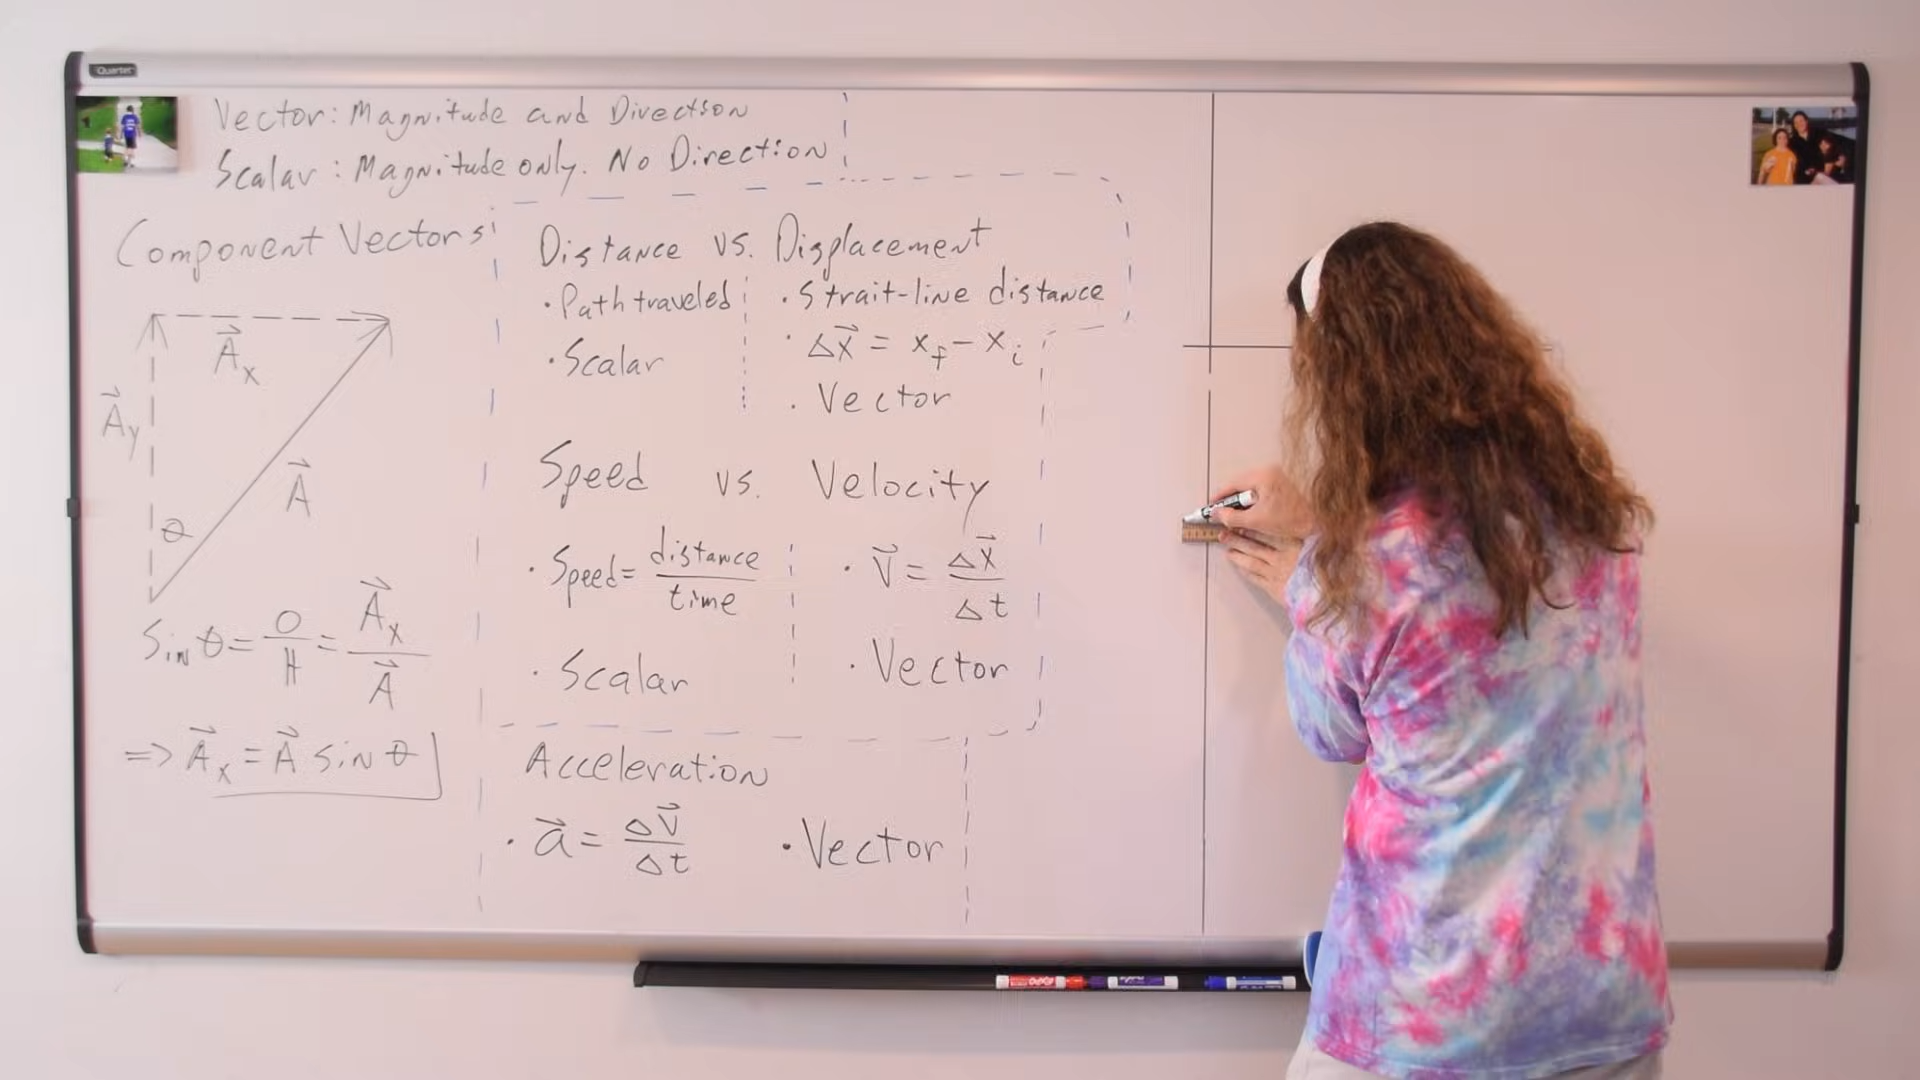 Quartet
Vector: Magnitude and Direction
Scalar: Magnitude only. No Direction
Component Vectors
A⃗x
A⃗y
A⃗
θ
Sin θ = O/H = A⃗x/A⃗
=> A⃗x = A⃗ sin θ
Distance vs. Displacement
• Path traveled
• Scalar
• Strait-line distance
• Δx⃗ = xf - xi
• Vector
Speed vs. Velocity
• Speed = distance/time
• Scalar
• V⃗ = Δx⃗/Δt
• Vector
Acceleration
• a⃗ = ΔV⃗/Δt
• Vector